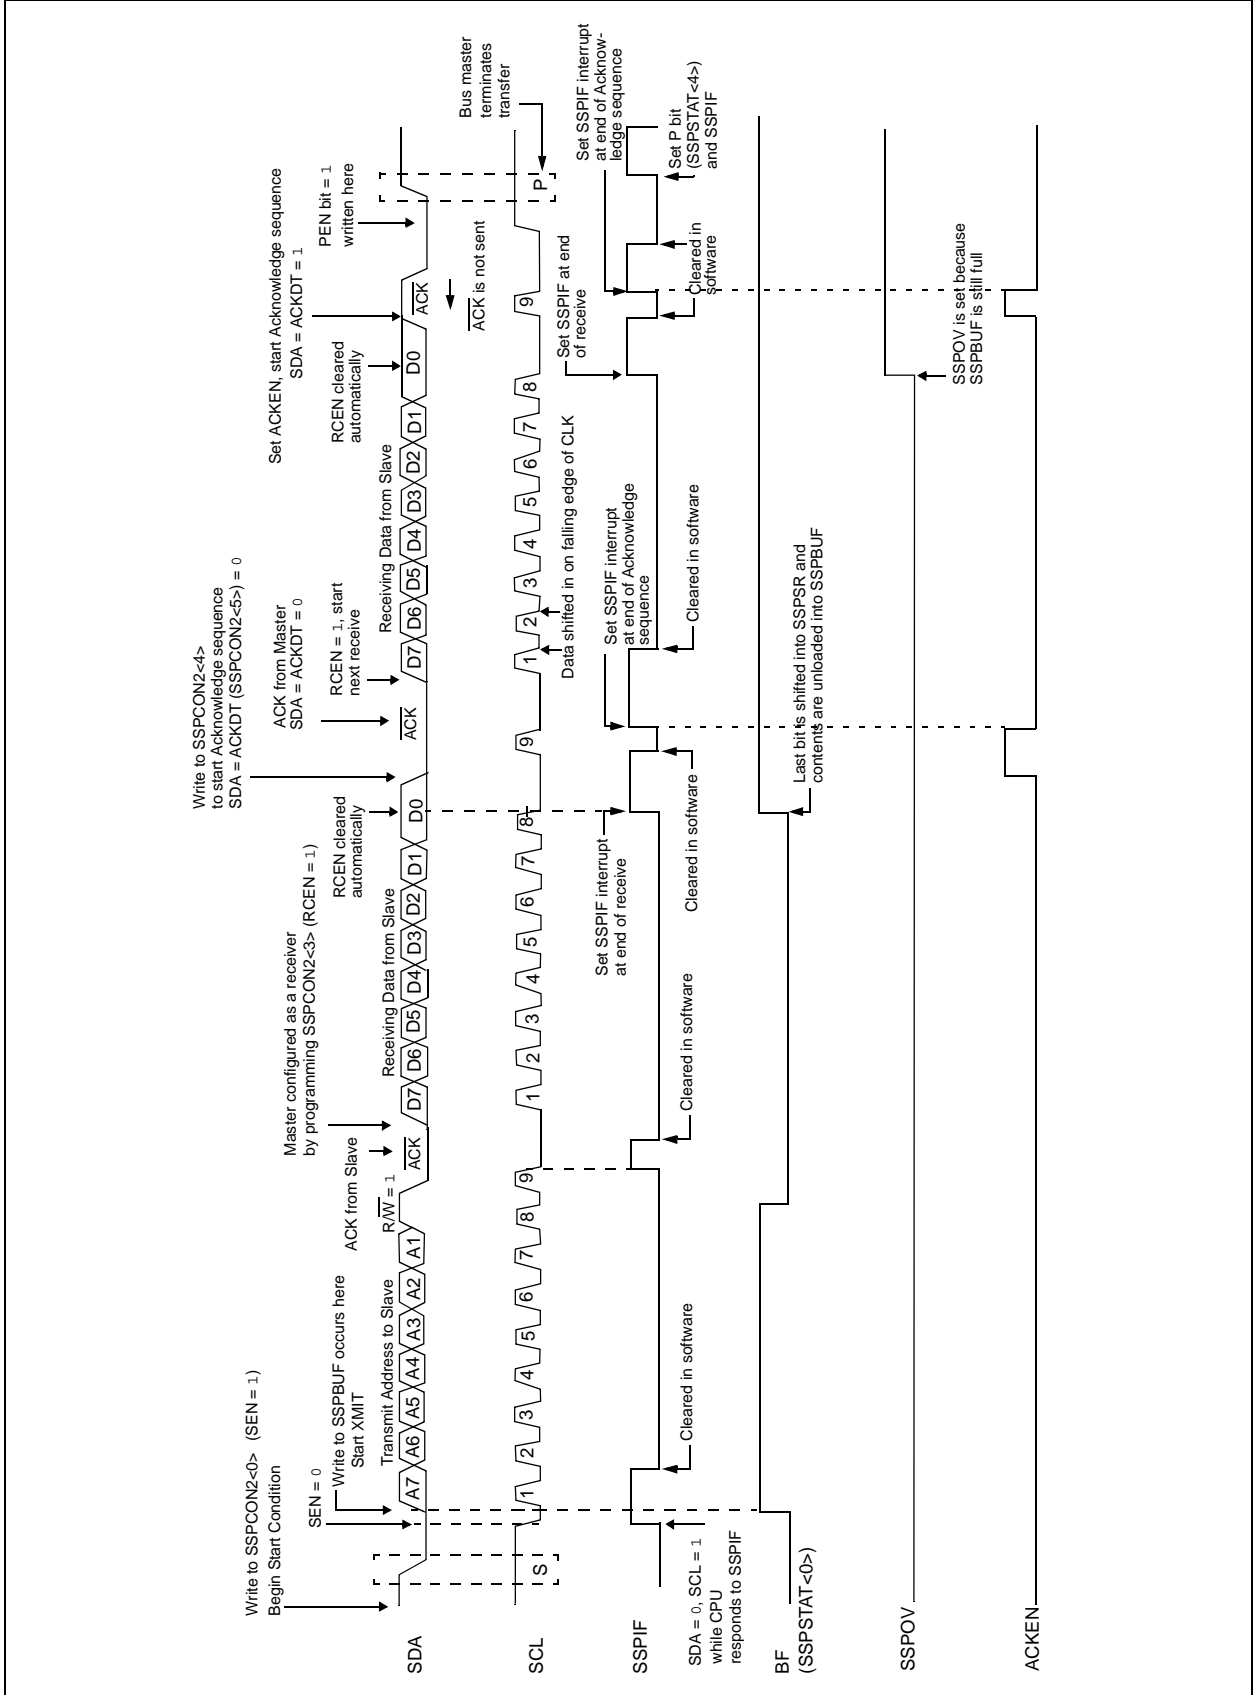 Write to SSPCON2<0> (SEN = 1)
Begin Start Condition
SEN = 0
Write to SSPBUF occurs here
Start XMIT
Write to SSPCON2<4>
to start Acknowledge sequence
SDA = ACKDT (SSPCON2<5>) = 0
Master configured as a receiver
by programming SSPCON2<3> (RCEN = 1)
ACK from Slave
RCEN cleared
automatically
ACK from Master
SDA = ACKDT = 0
RCEN = 1, start
next receive
Set ACKEN, start Acknowledge sequence
SDA = ACKDT = 1
RCEN cleared
automatically
PEN bit = 1
written here
Transmit Address to Slave
R/W = 1
Receiving Data from Slave
Receiving Data from Slave
SDA
A7 A6 A5 A4 A3 A2 A1
ACK
D7 D6 D5 D4 D3 D2 D1 D0
ACK
D7 D6 D5 D4 D3 D2 D1 D0
ACK
ACK is not sent
Bus master
terminates
transfer
SCL
S
1 2 3 4 5 6 7 8 9
1 2 3 4 5 6 7 8 9
1 2 3 4 5 6 7 8 9
P
Data shifted in on falling edge of CLK
Set SSPIF interrupt
at end of receive
Set SSPIF interrupt
at end of Acknowledge
sequence
Set SSPIF at end
of receive
Set SSPIF interrupt
at end of Acknow-
ledge sequence
SSPIF
SDA = 0, SCL = 1
while CPU
responds to SSPIF
Cleared in software
Cleared in software
Cleared in software
Cleared in software
Cleared in
software
Set P bit
(SSPSTAT<4>)
and SSPIF
BF
(SSPSTAT<0>)
Last bit is shifted into SSPSR and
contents are unloaded into SSPBUF
SSPOV
SSPOV is set because
SSPBUF is still full
ACKEN